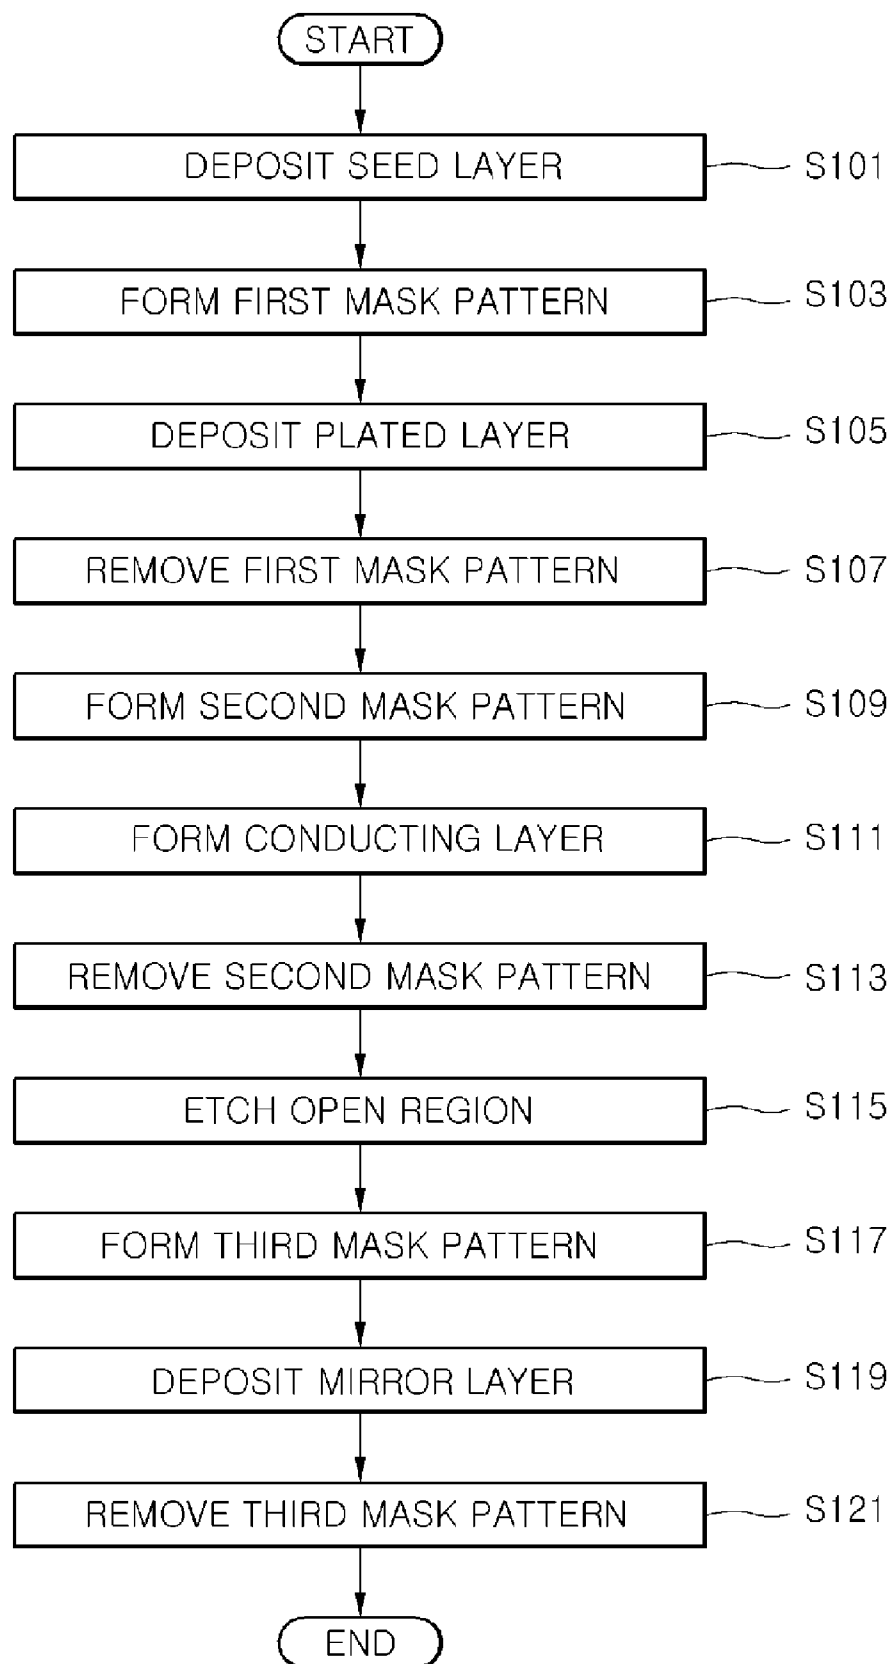 START
DEPOSIT SEED LAYER S101
FORM FIRST MASK PATTERN S103
DEPOSIT PLATED LAYER S105
REMOVE FIRST MASK PATTERN S107
FORM SECOND MASK PATTERN S109
FORM CONDUCTING LAYER S111
REMOVE SECOND MASK PATTERN S113
ETCH OPEN REGION S115
FORM THIRD MASK PATTERN S117
DEPOSIT MIRROR LAYER S119
REMOVE THIRD MASK PATTERN S121
END